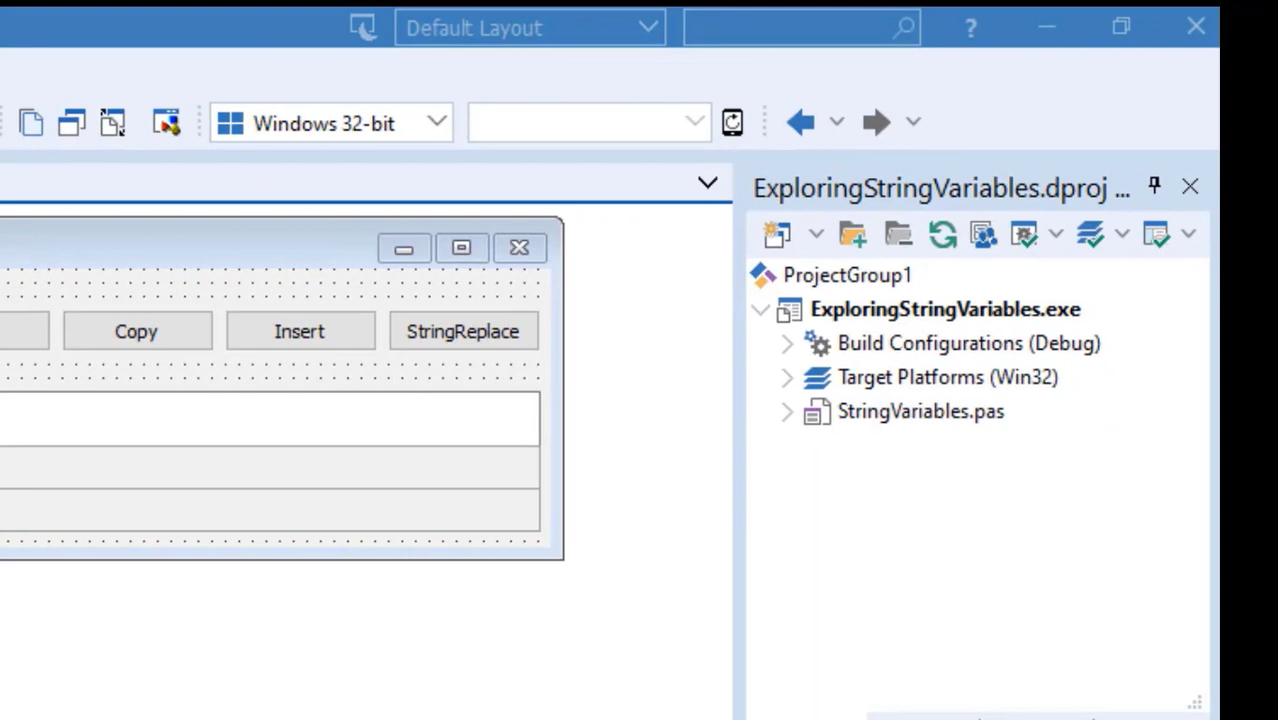 Default Layout
?
Windows 32-bit
ExploringStringVariables.dproj ...
ProjectGroup1
ExploringStringVariables.exe
Copy
Insert
StringReplace
Build Configurations (Debug)
Target Platforms (Win32)
StringVariables.pas